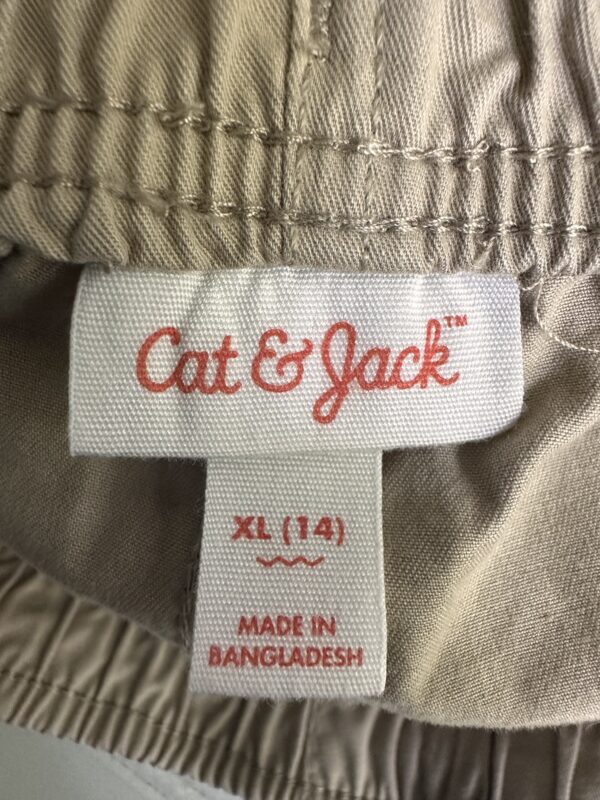 Cat & Jack™
XL (14)
MADE IN
BANGLADESH